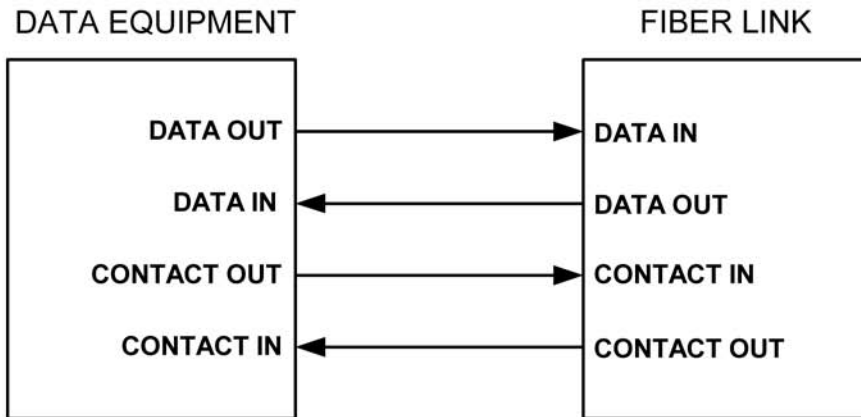 DATA EQUIPMENT
FIBER LINK
DATA OUT
DATA IN
DATA IN
DATA OUT
CONTACT OUT
CONTACT IN
CONTACT IN
CONTACT OUT